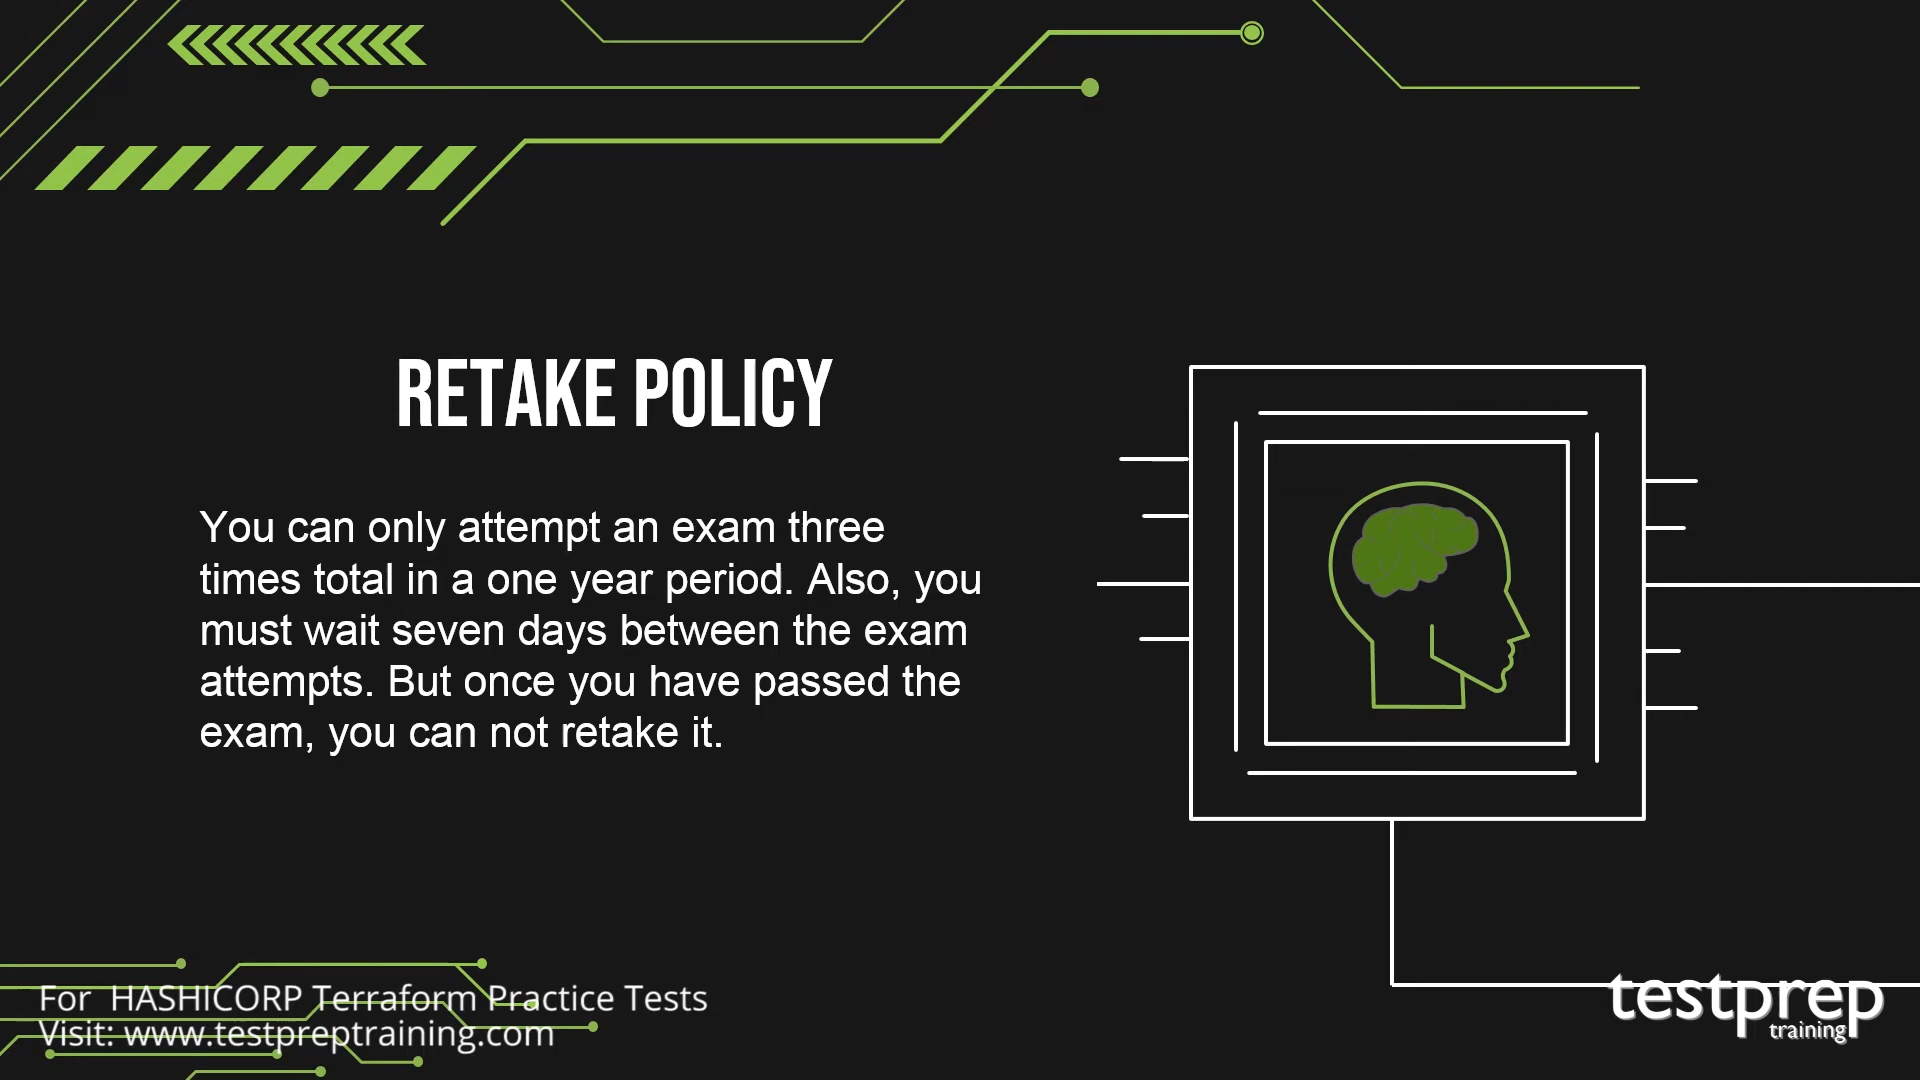 RETAKE POLICY
You can only attempt an exam three
times total in a one year period. Also, you
must wait seven days between the exam
attempts. But once you have passed the
exam, you can not retake it.
For HASHICORP Terraform Practice Tests
Visit: www.testpreptraining.com
testprep
training